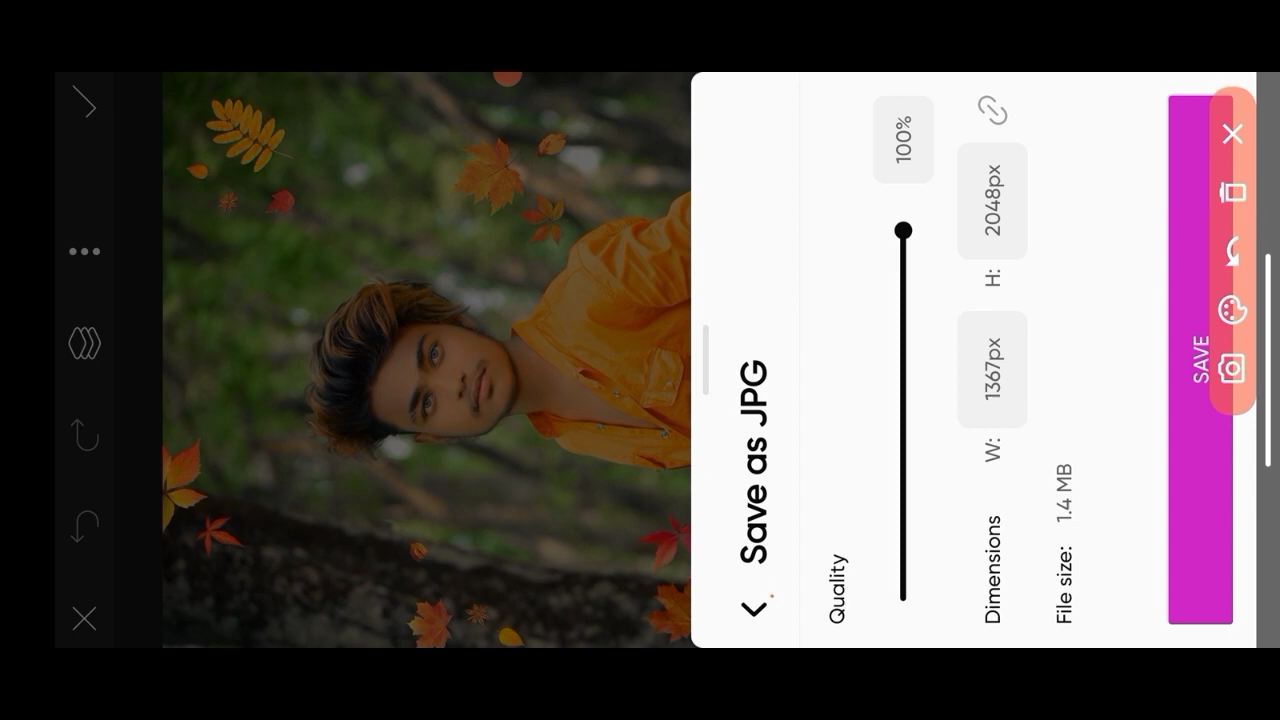 Save as JPG
Quality
100%
Dimensions W: 1367px H: 2048px
File size: 1.4 MB
SAVE